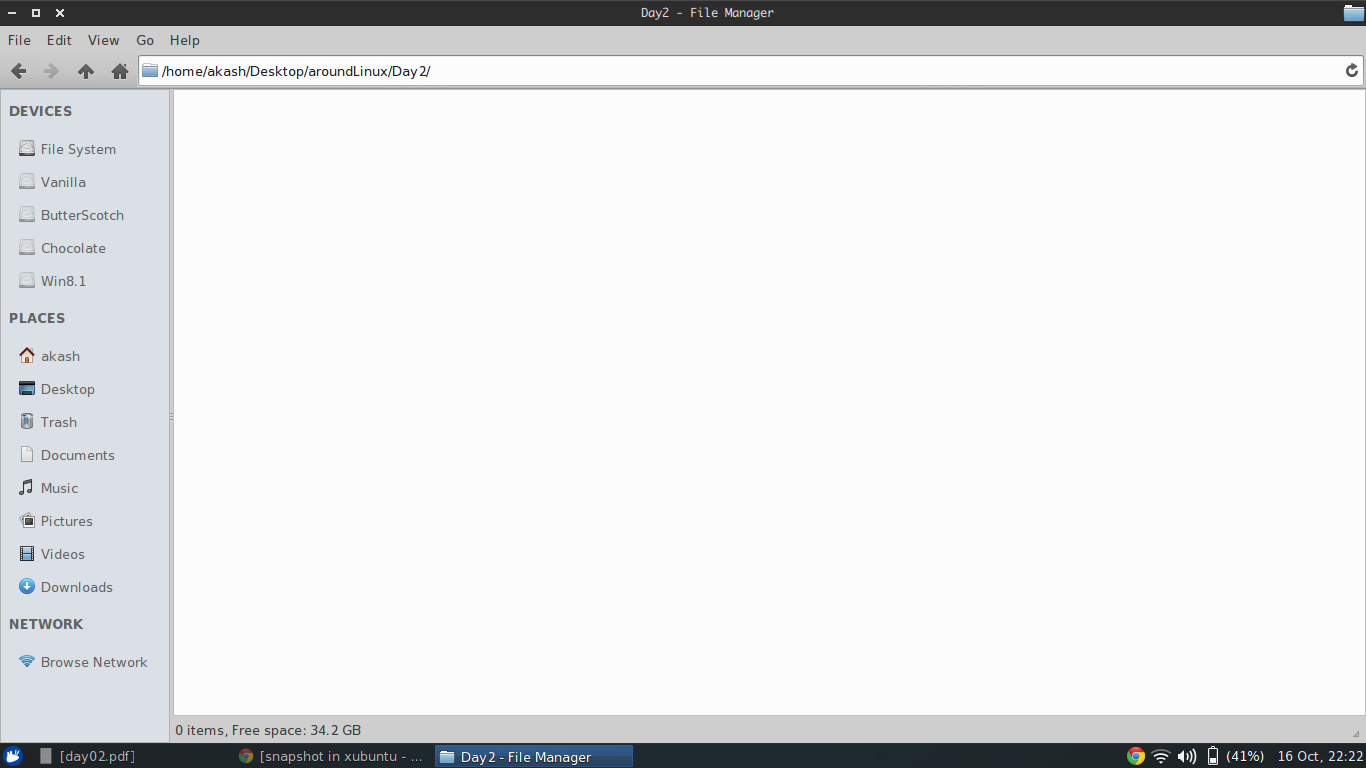 Day2 - File Manager
File Edit View Go Help
/home/akash/Desktop/aroundLinux/Day2/
DEVICES
File System
Vanilla
ButterScotch
Chocolate
Win8.1
PLACES
akash
Desktop
Trash
Documents
Music
Pictures
Videos
Downloads
NETWORK
Browse Network
0 items, Free space: 34.2 GB
[day02.pdf] [snapshot in xubuntu - ... Day2 - File Manager (41%) 16 Oct, 22:22